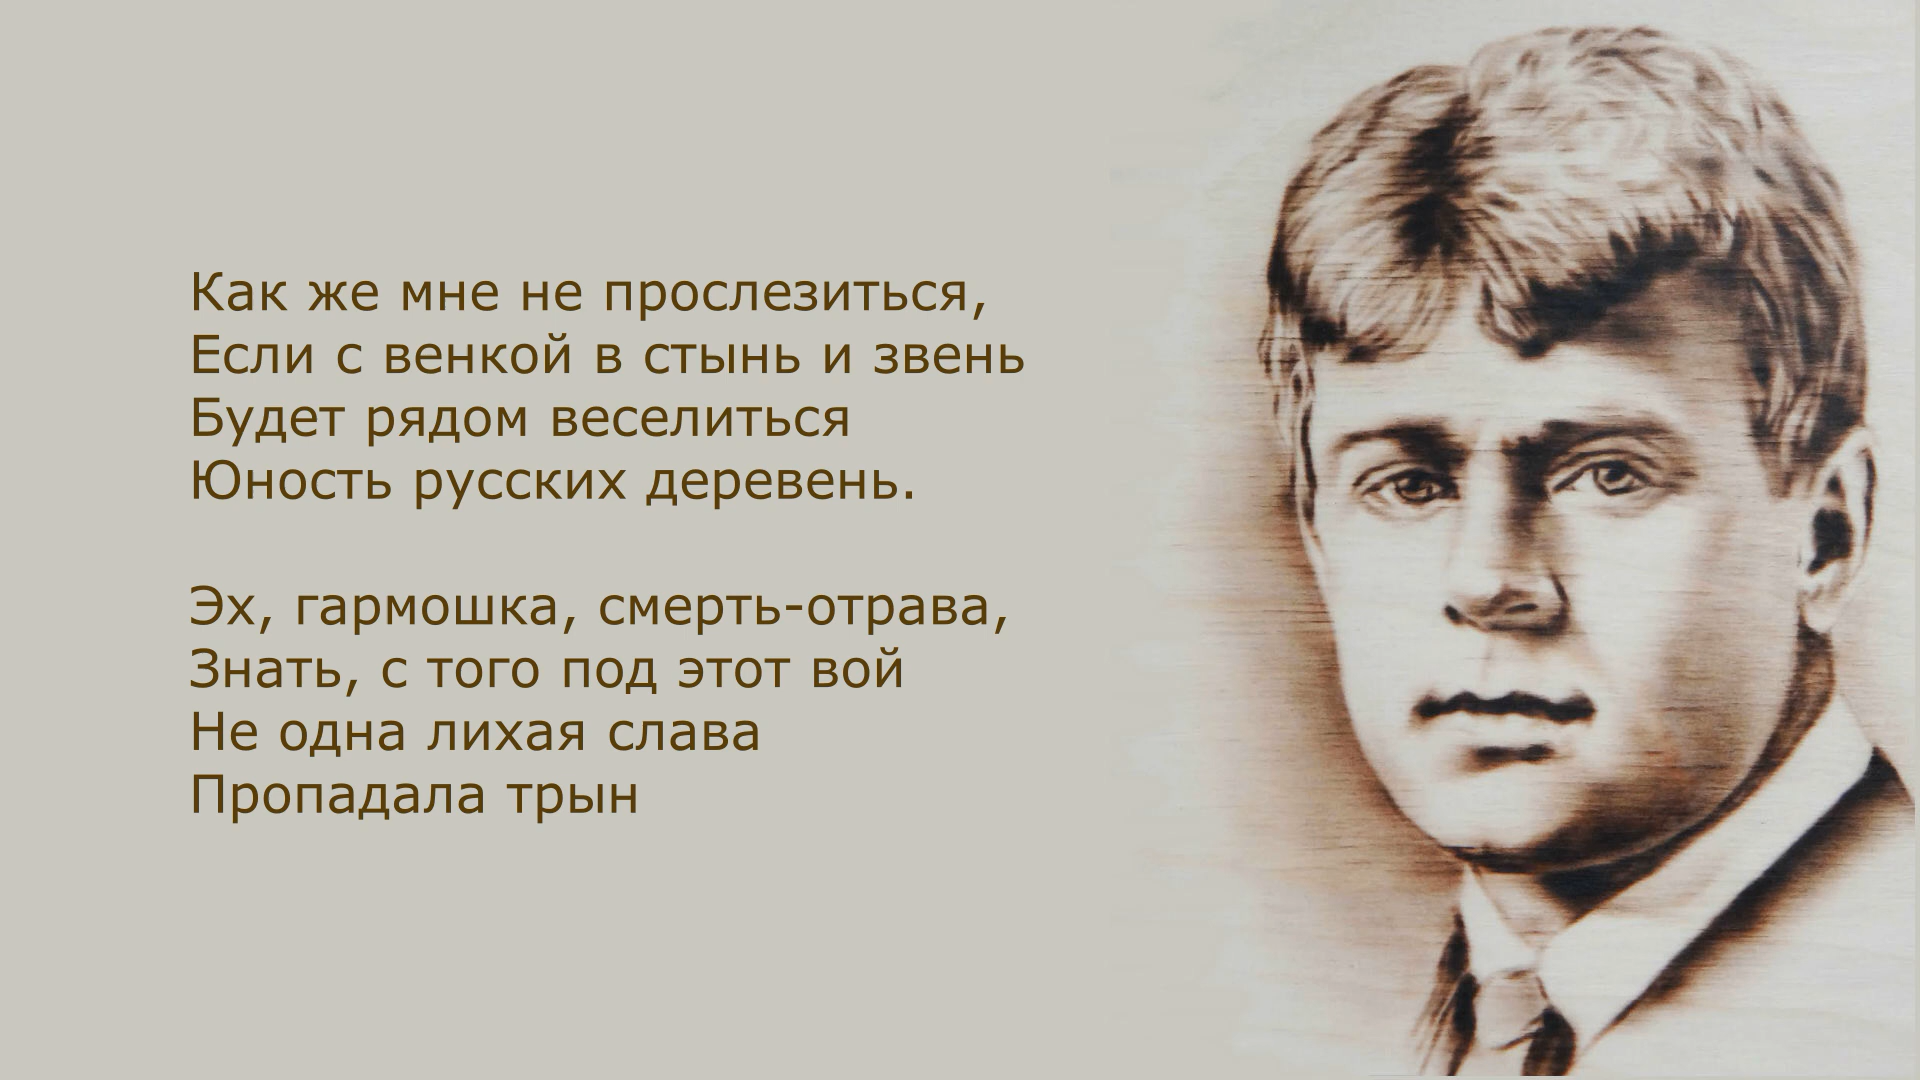 Как же мне не прослезиться,
Если с венкой в стынь и звень
Будет рядом веселиться
Юность русских деревень.
Эх, гармошка, смерть-отрава,
Знать, с того под этот вой
Не одна лихая слава
Пропадала трын